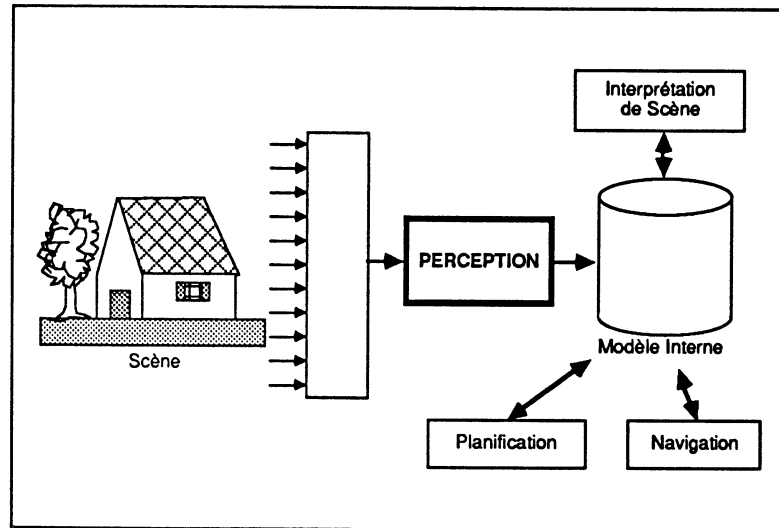 Interprétation
de Scène
PERCEPTION
Scène
Modèle Interne
Planification
Navigation